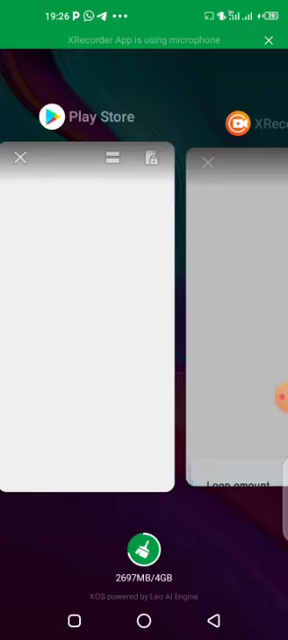 19:26
XRecorder App is using microphone
Play Store
XRec
Loan amount
2697MB/4GB
XOS powered by Leo AI Engine